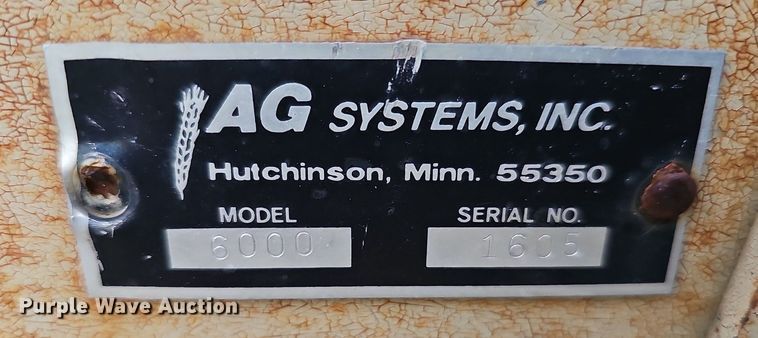 AG SYSTEMS, INC.
Hutchinson, Minn. 55350
MODEL SERIAL NO.
6000 1605
Purple Wave Auction